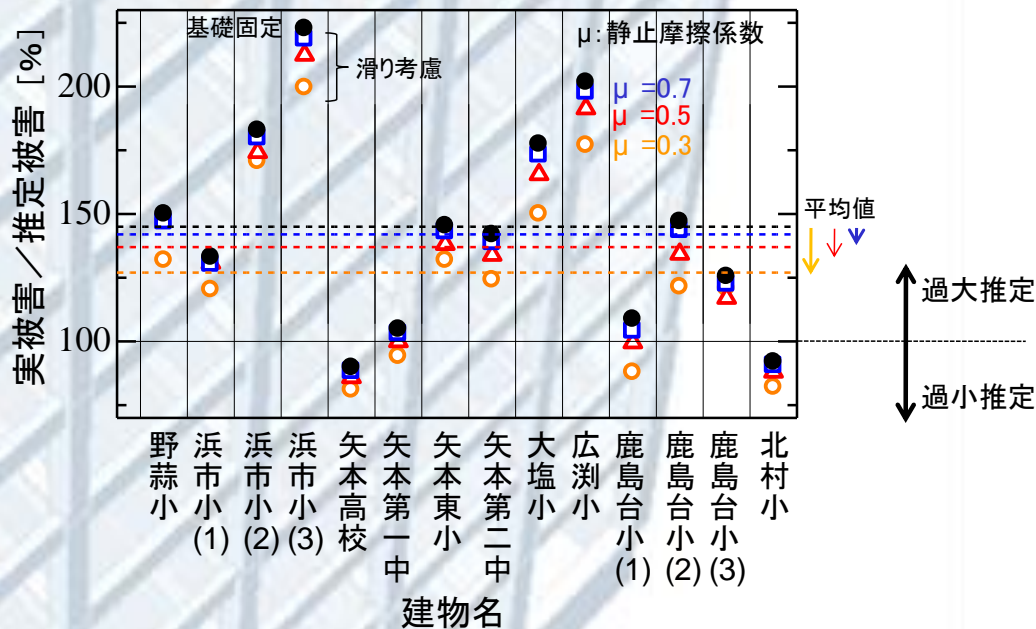 実被害／推定被害 [%]
200
150
100
基礎固定
滑り考慮
μ：静止摩擦係数
μ =0.7
μ =0.5
μ =0.3
平均値
過大推定
過小推定
野蒜小
浜市小(1)
浜市小(2)
浜市小(3)
矢本高校
矢本第一中
矢本東小
矢本第二中
大塩小
広渕小
鹿島台小(1)
鹿島台小(2)
鹿島台小(3)
北村小
建物名